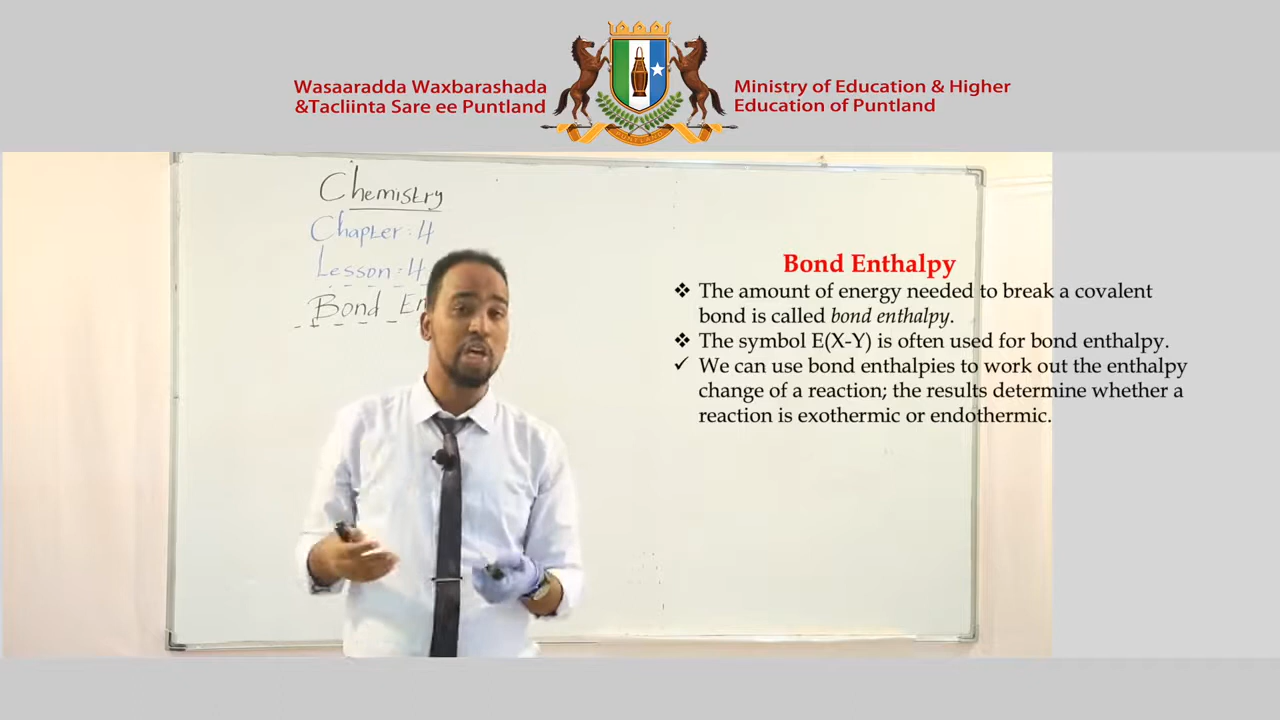 Wasaaradda Waxbarashada
&Tacliinta Sare ee Puntland
Ministry of Education & Higher
Education of Puntland
PUNTLAND
Chemistry
Chapter: 4
Lesson: 4
Bond
Bond Enthalpy
❖ The amount of energy needed to break a covalent
bond is called bond enthalpy.
❖ The symbol E(X-Y) is often used for bond enthalpy.
✓ We can use bond enthalpies to work out the enthalpy
change of a reaction; the results determine whether a
reaction is exothermic or endothermic.